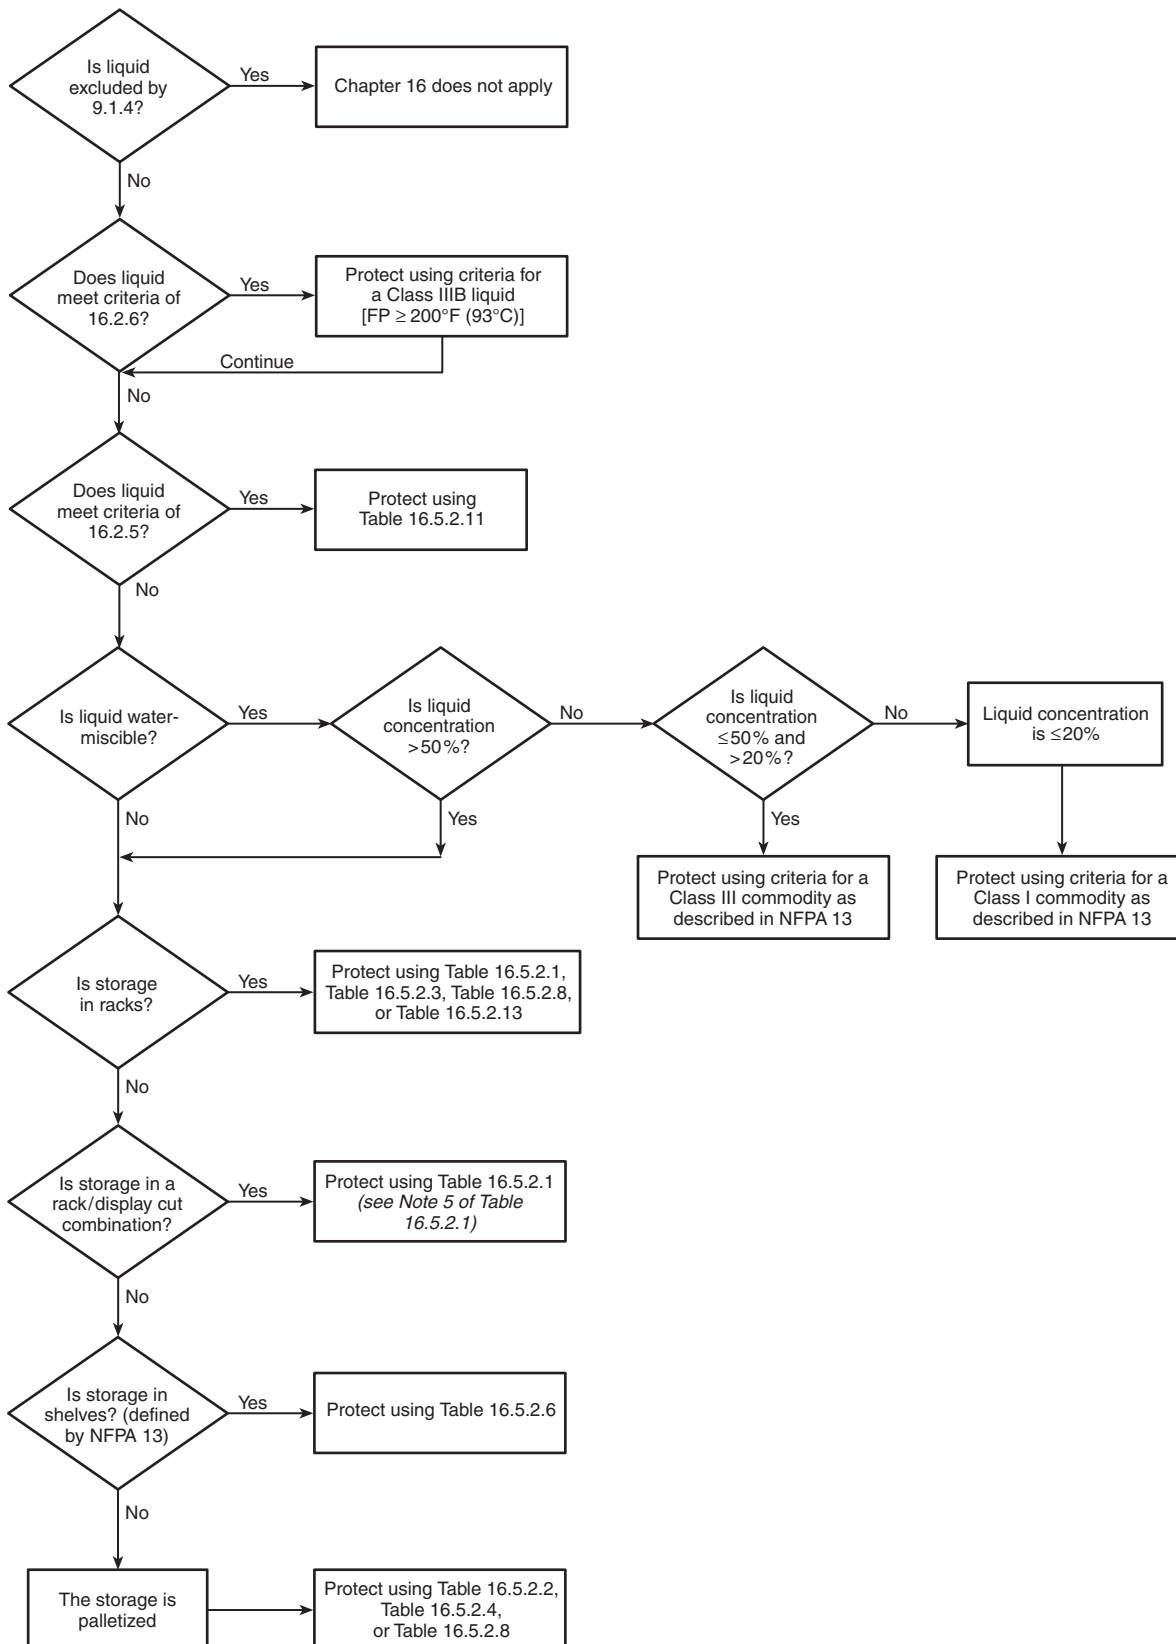 Is liquid
excluded by
9.1.4?
Yes
Chapter 16 does not apply
No
Does liquid
meet criteria of
16.2.6?
Yes
Protect using criteria for
a Class IIIB liquid
[FP ≥ 200°F (93°C)]
Continue
No
Does liquid
meet criteria of
16.2.5?
Yes
Protect using
Table 16.5.2.11
No
Is liquid water-
miscible?
Yes
Is liquid
concentration
>50%?
No
Is liquid
concentration
≤50% and
>20%?
No
Liquid concentration
is ≤20%
No
Yes
Yes
Protect using criteria for a
Class III commodity as
described in NFPA 13
Protect using criteria for a
Class I commodity as
described in NFPA 13
Is storage
in racks?
Yes
Protect using Table 16.5.2.1,
Table 16.5.2.3, Table 16.5.2.8,
or Table 16.5.2.13
No
Is storage in a
rack/display cut
combination?
Yes
Protect using Table 16.5.2.1
(see Note 5 of Table
16.5.2.1)
No
Is storage in
shelves? (defined
by NFPA 13)
Yes
Protect using Table 16.5.2.6
No
The storage is
palletized
Protect using Table 16.5.2.2,
Table 16.5.2.4,
or Table 16.5.2.8